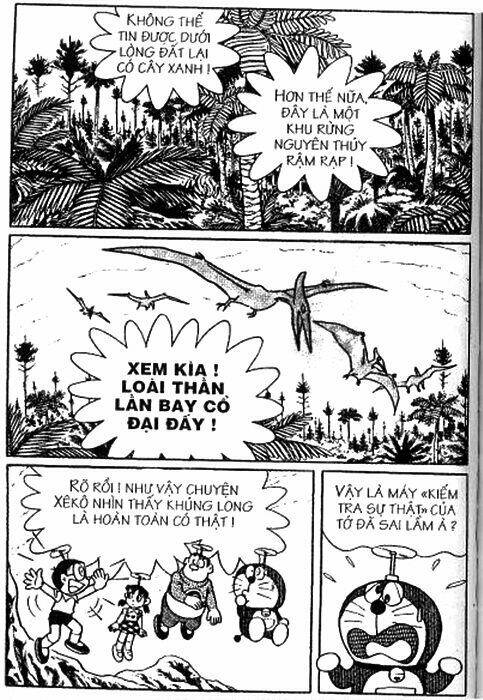 KHÔNG THỂ
TIN ĐƯỢC DƯỚI
LÒNG ĐẤT LẠI
CÓ CÂY XANH !
HƠN THẾ NỮA,
ĐÂY LÀ MỘT
KHU RỪNG
NGUYÊN THỦY
RẬM RẠP !
XEM KÌA !
LOÀI THẰN
LẰN BAY CỔ
ĐẠI ĐẤY !
RÕ RỒI ! NHƯ VẬY CHUYỆN
XÊKÔ NHÌN THẤY KHỦNG LONG
LÀ HOÀN TOÀN CÓ THẬT !
VẬY LÀ MÁY «KIỂM
TRA SỰ THẬT» CỦA
TỚ ĐÃ SAI LẦM À ?